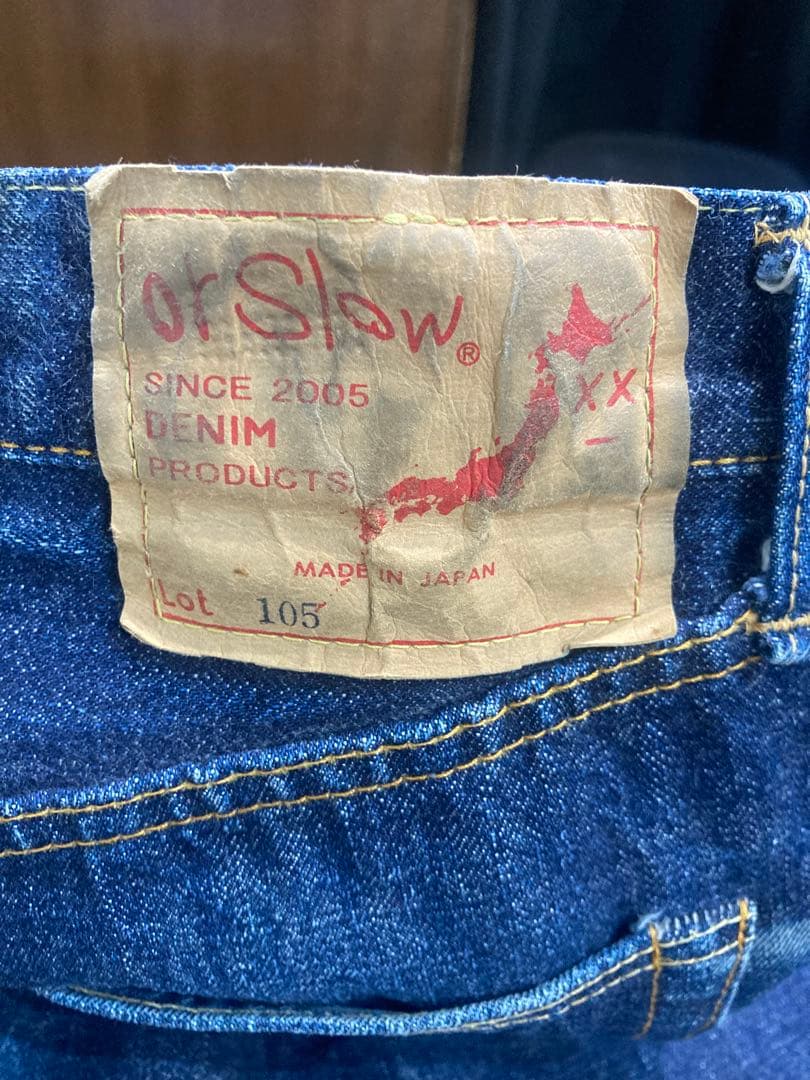 orSlow®
SINCE 2005
DENIM
PRODUCTS
XX
MADE IN JAPAN
Lot 105